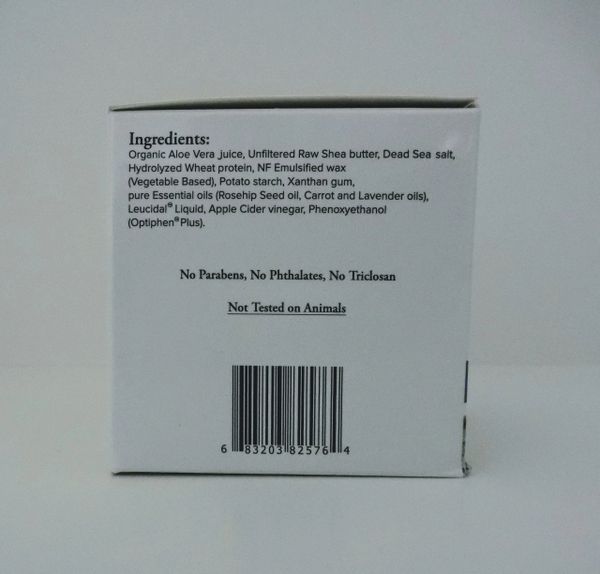 Ingredients:
Organic Aloe Vera juice, Unfiltered Raw Shea butter, Dead Sea salt,
Hydrolyzed Wheat protein, NF Emulsified wax
(Vegetable Based), Potato starch, Xanthan gum,
pure Essential oils (Rosehip Seed oil, Carrot and Lavender oils),
Leucidal® Liquid, Apple Cider vinegar, Phenoxyethanol
(Optiphen®Plus).
No Parabens, No Phthalates, No Triclosan
Not Tested on Animals
6 83203 82576 4